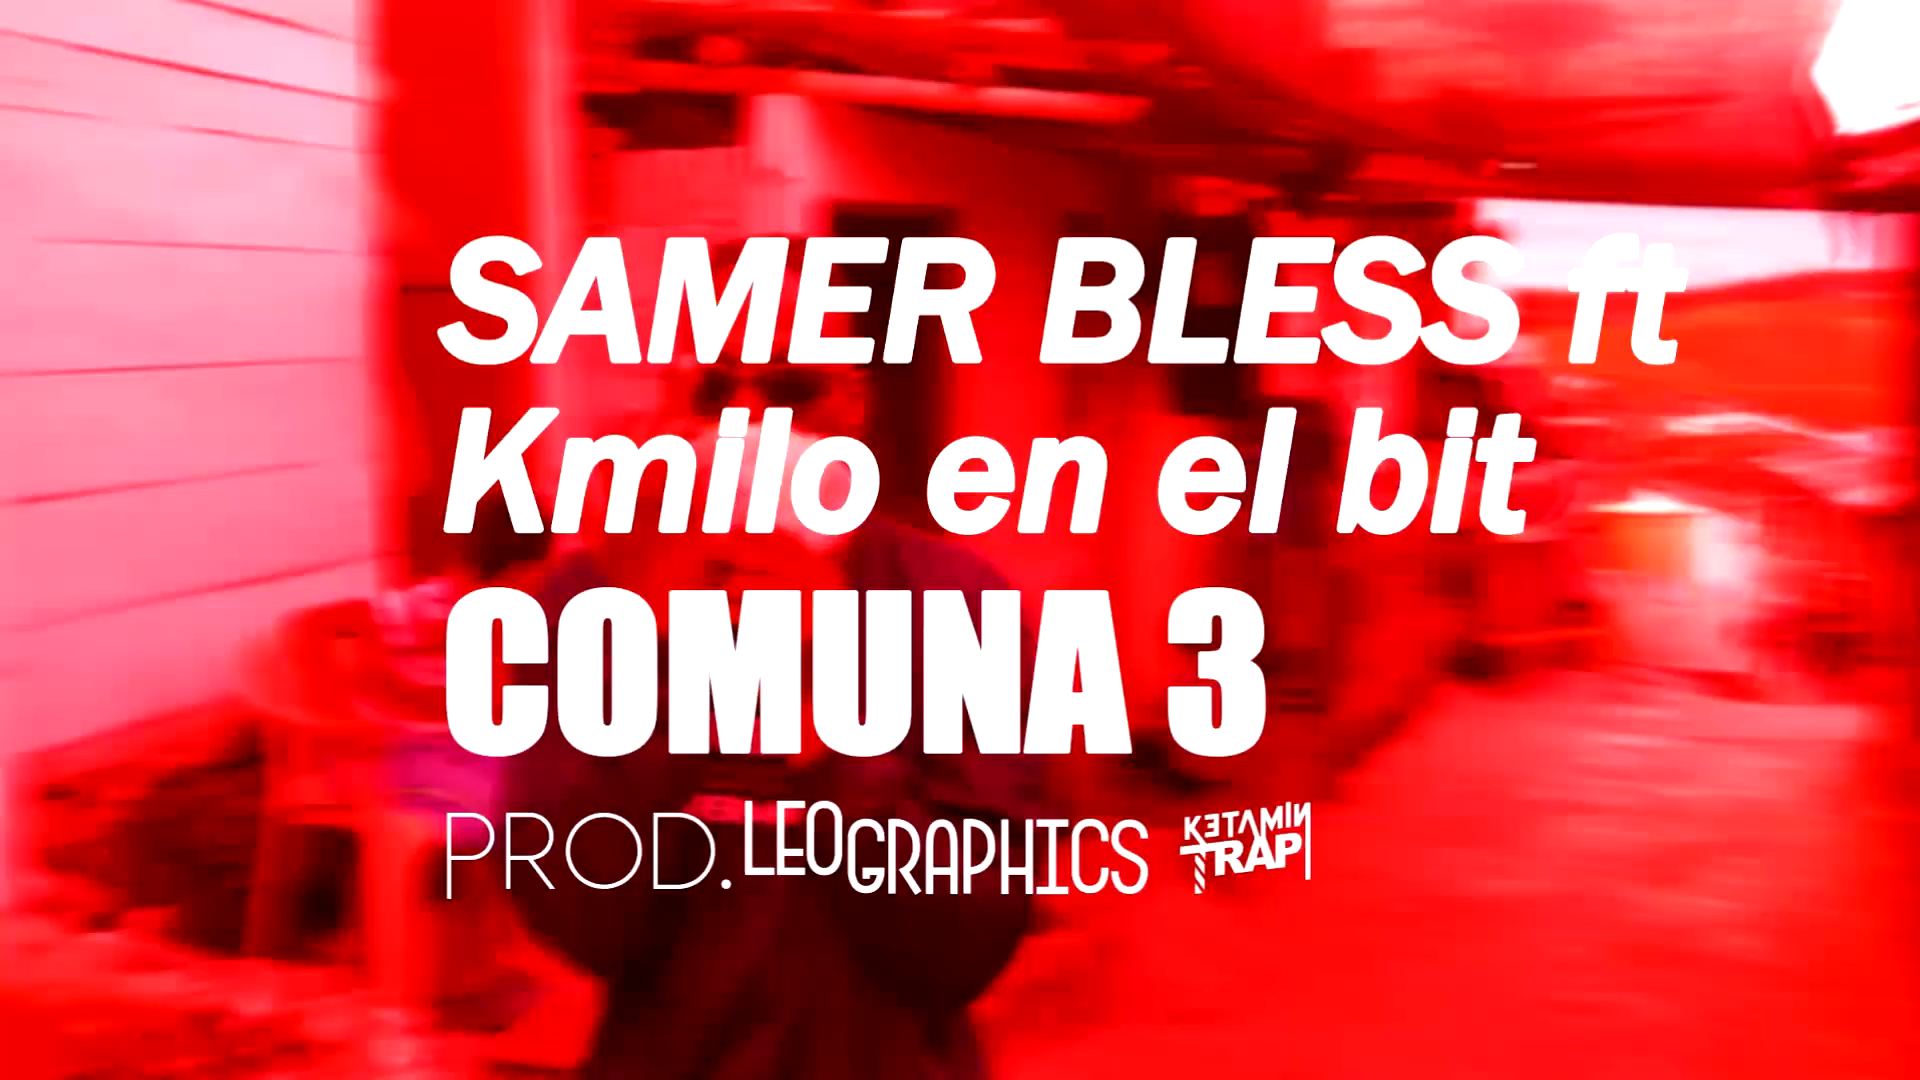 SAMER BLESS ft
Kmilo en el bit
COMUNA 3
PROD. LEOGRAPHICS KETAMIN TRAP